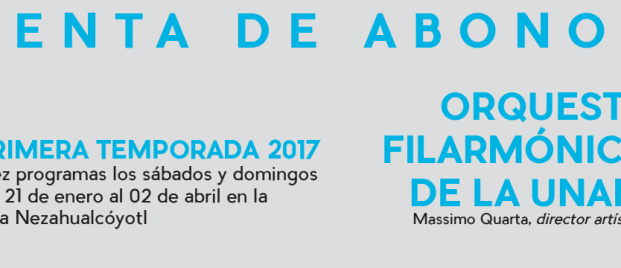 ENTA DE ABONO
RIMERA TEMPORADA 2017
ez programas los sábados y domingos
21 de enero al 02 de abril en la
a Nezahualcóyotl
ORQUEST
FILARMÓNIC
DE LA UNA
Massimo Quarta, director artís